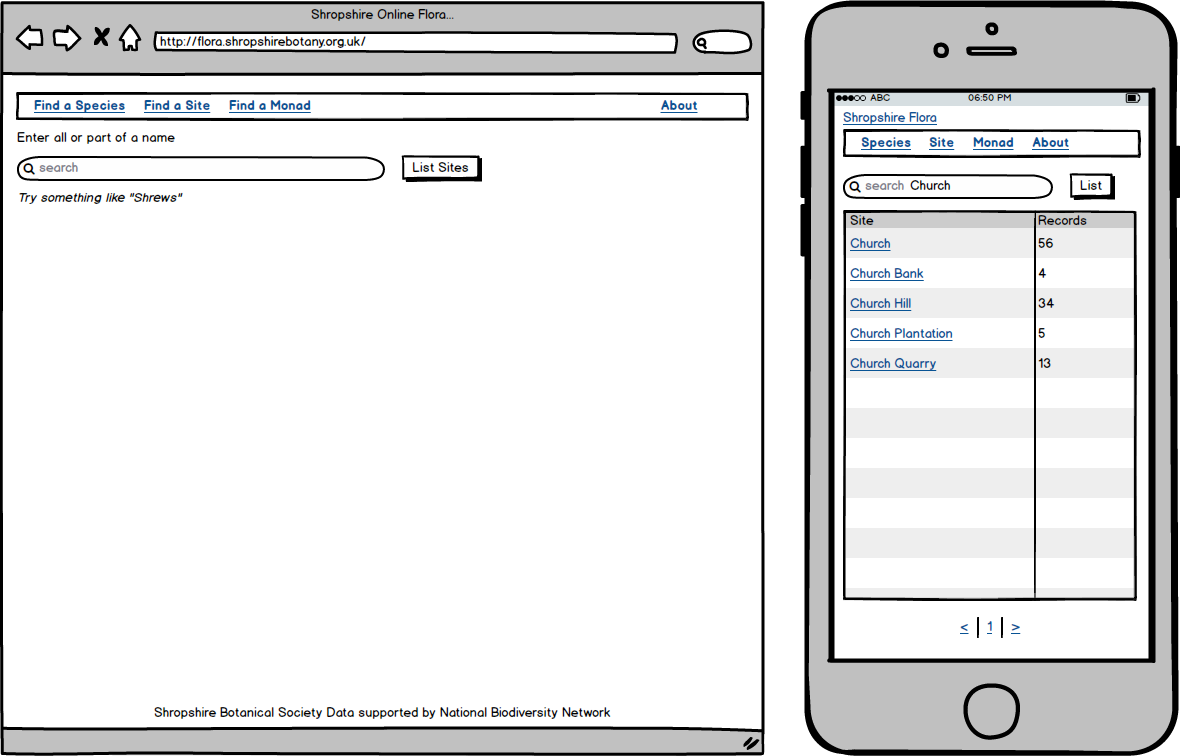 Shropshire Online Flora...
http://flora.shropshirebotany.org.uk/
Find a Species Find a Site Find a Monad About
Enter all or part of a name
search List Sites
Try something like "Shrews"
Shropshire Botanical Society Data supported by National Biodiversity Network
ABC 06:50 PM
Shropshire Flora
Species Site Monad About
search Church List
Site Records
Church 56
Church Bank 4
Church Hill 34
Church Plantation 5
Church Quarry 13
< | 1 | >